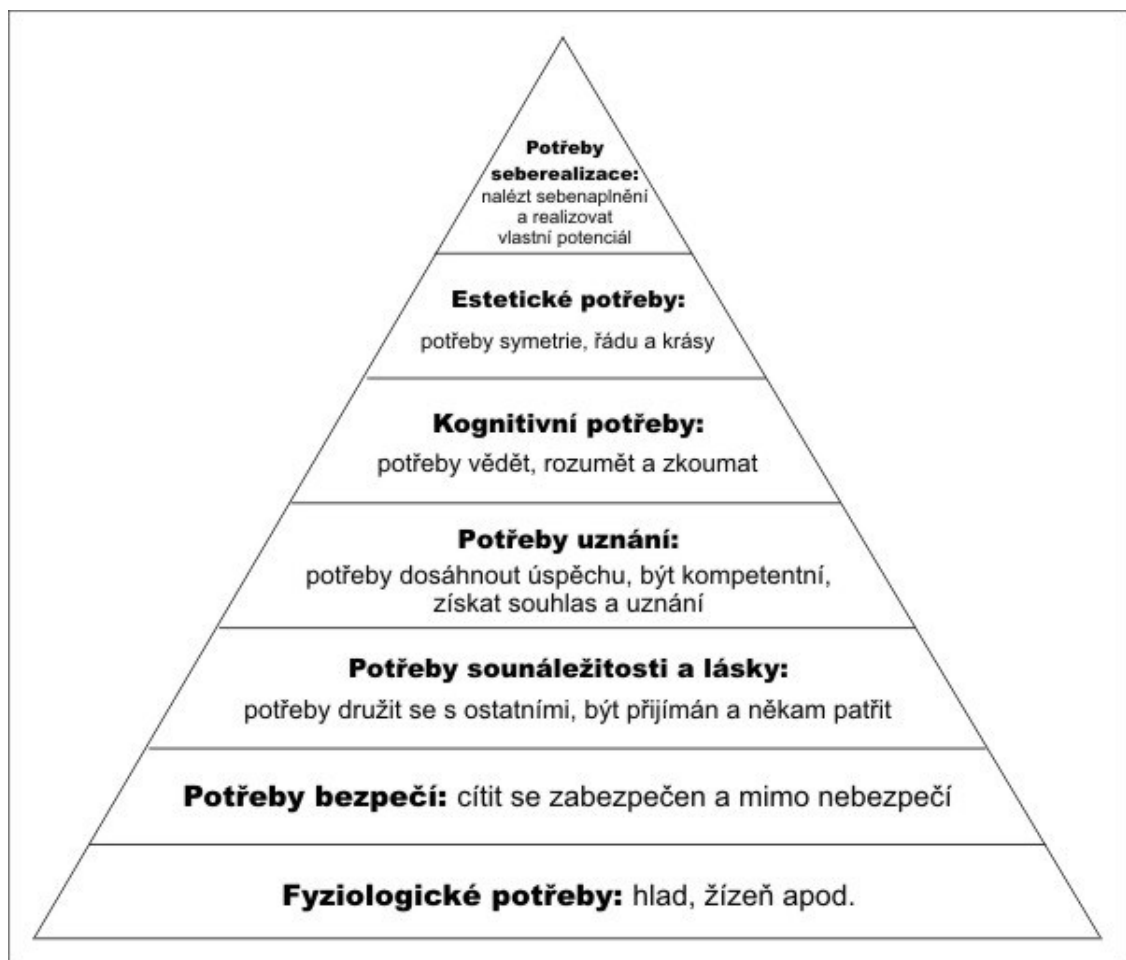 Potřeby
seberealizace:
nalézt sebenaplnění
a realizovat
vlastní potenciál
Estetické potřeby:
potřeby symetrie, řádu a krásy
Kognitivní potřeby:
potřeby vědět, rozumět a zkoumat
Potřeby uznání:
potřeby dosáhnout úspěchu, být kompetentní,
získat souhlas a uznání
Potřeby sounáležitosti a lásky:
potřeby družit se s ostatními, být přijímán a někam patřit
Potřeby bezpečí: cítit se zabezpečen a mimo nebezpečí
Fyziologické potřeby: hlad, žízeň apod.